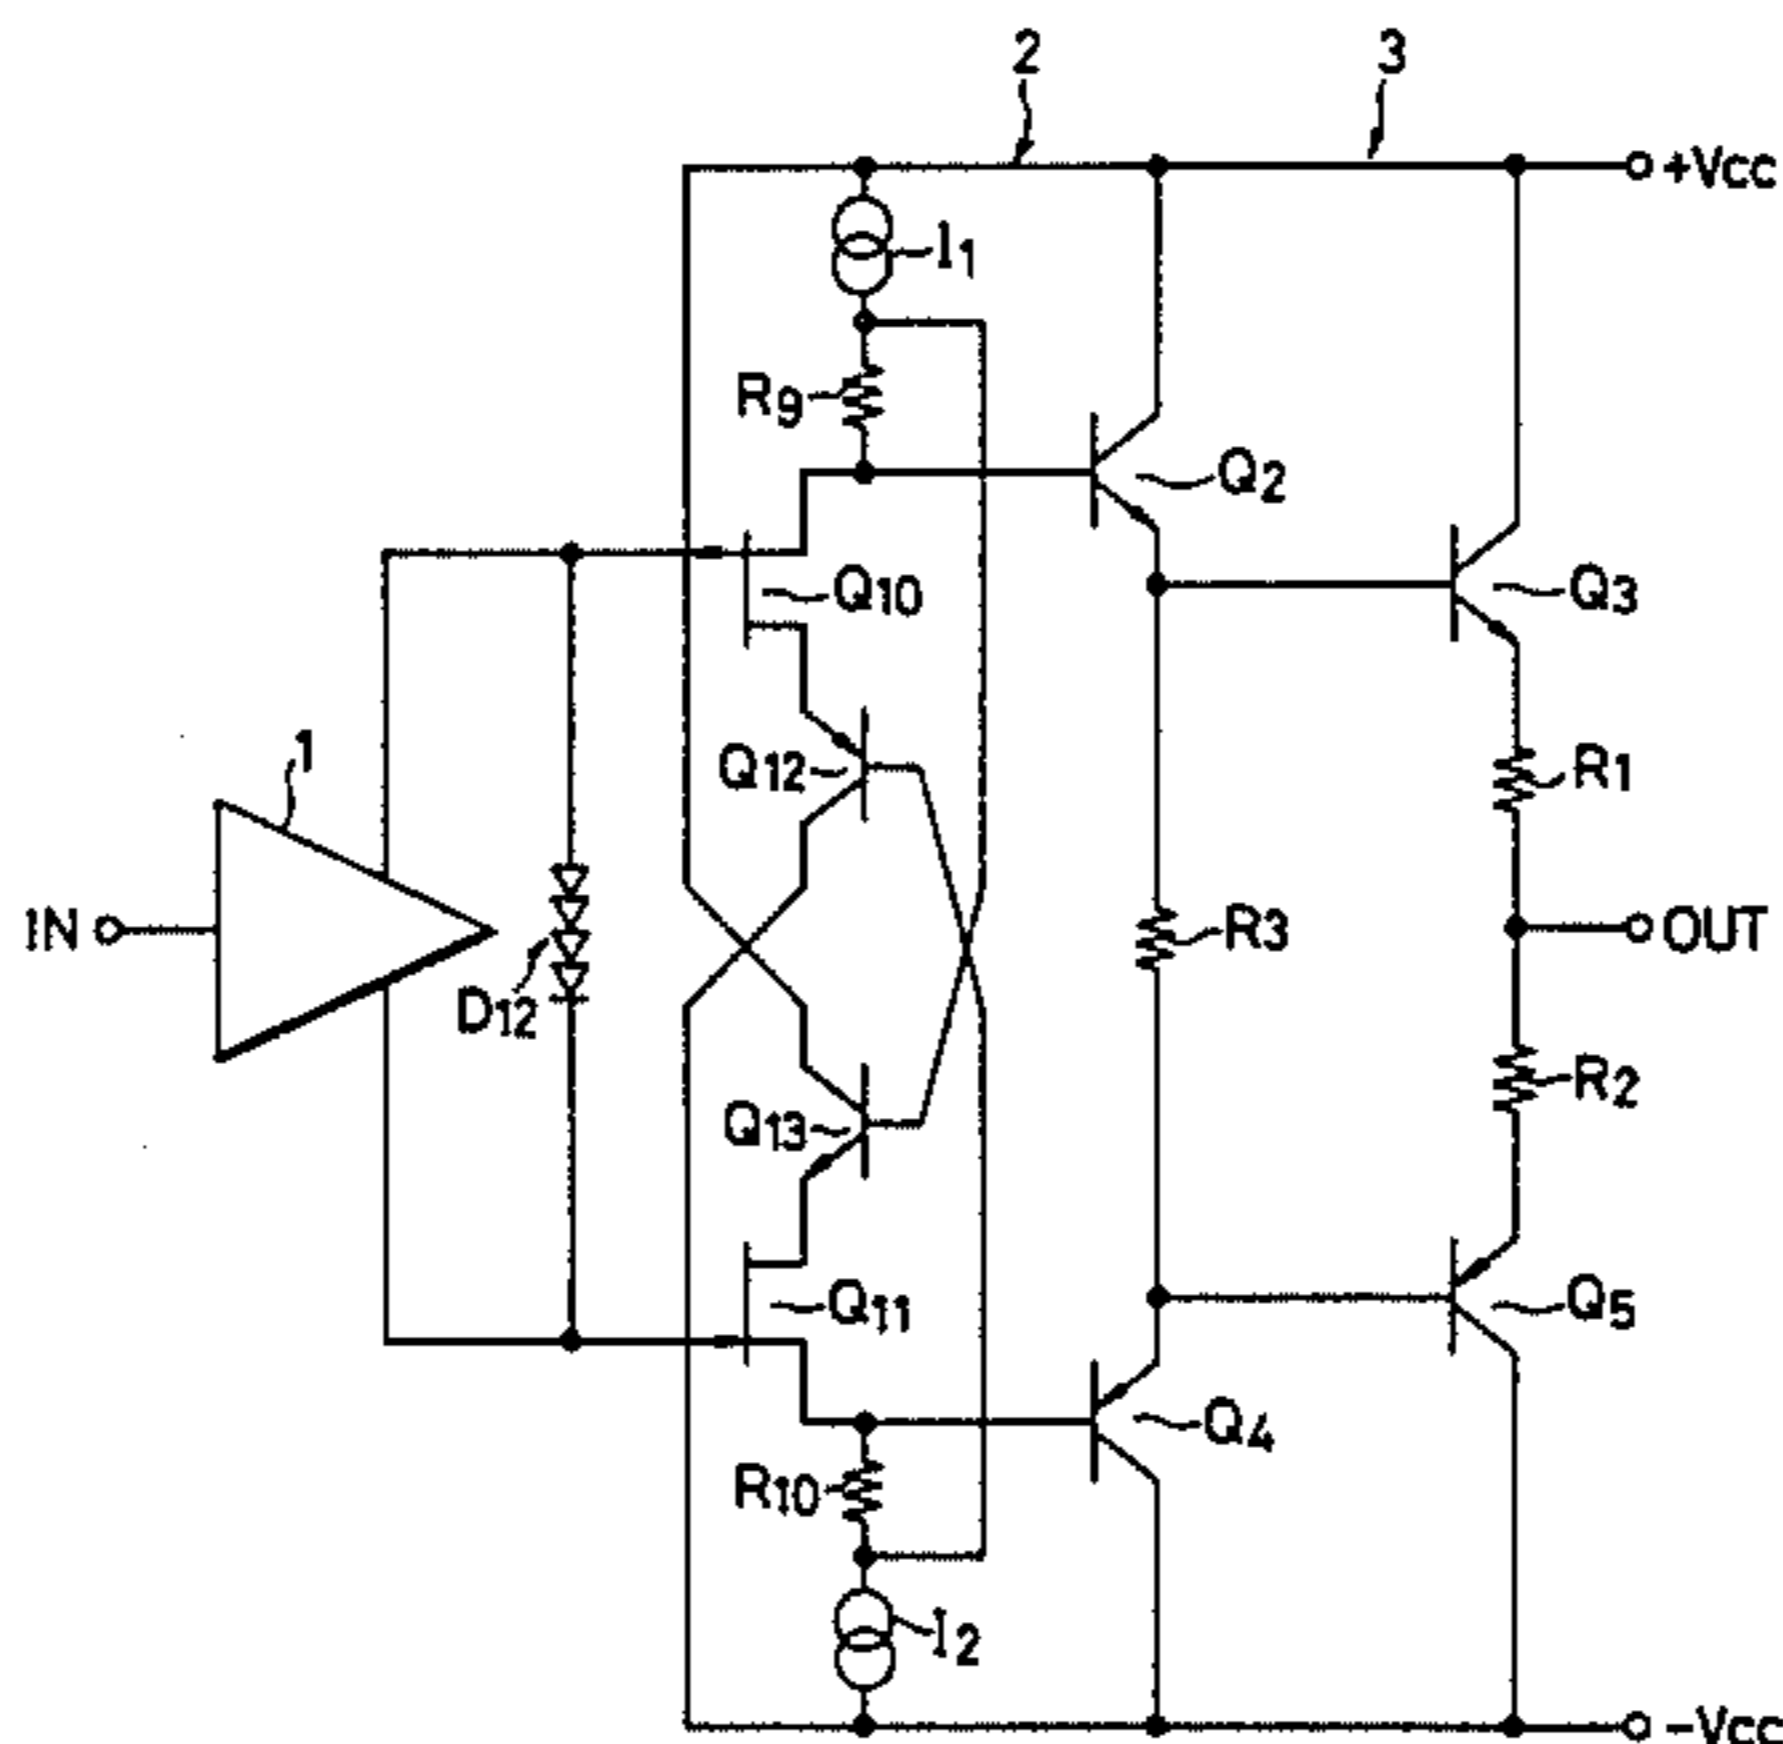 2
3
+Vcc
I1
R9
Q2
Q10
Q3
1
Q12
R1
IN
D12
R3
OUT
Q13
R2
Q11
Q5
Q4
R10
I2
-Vcc